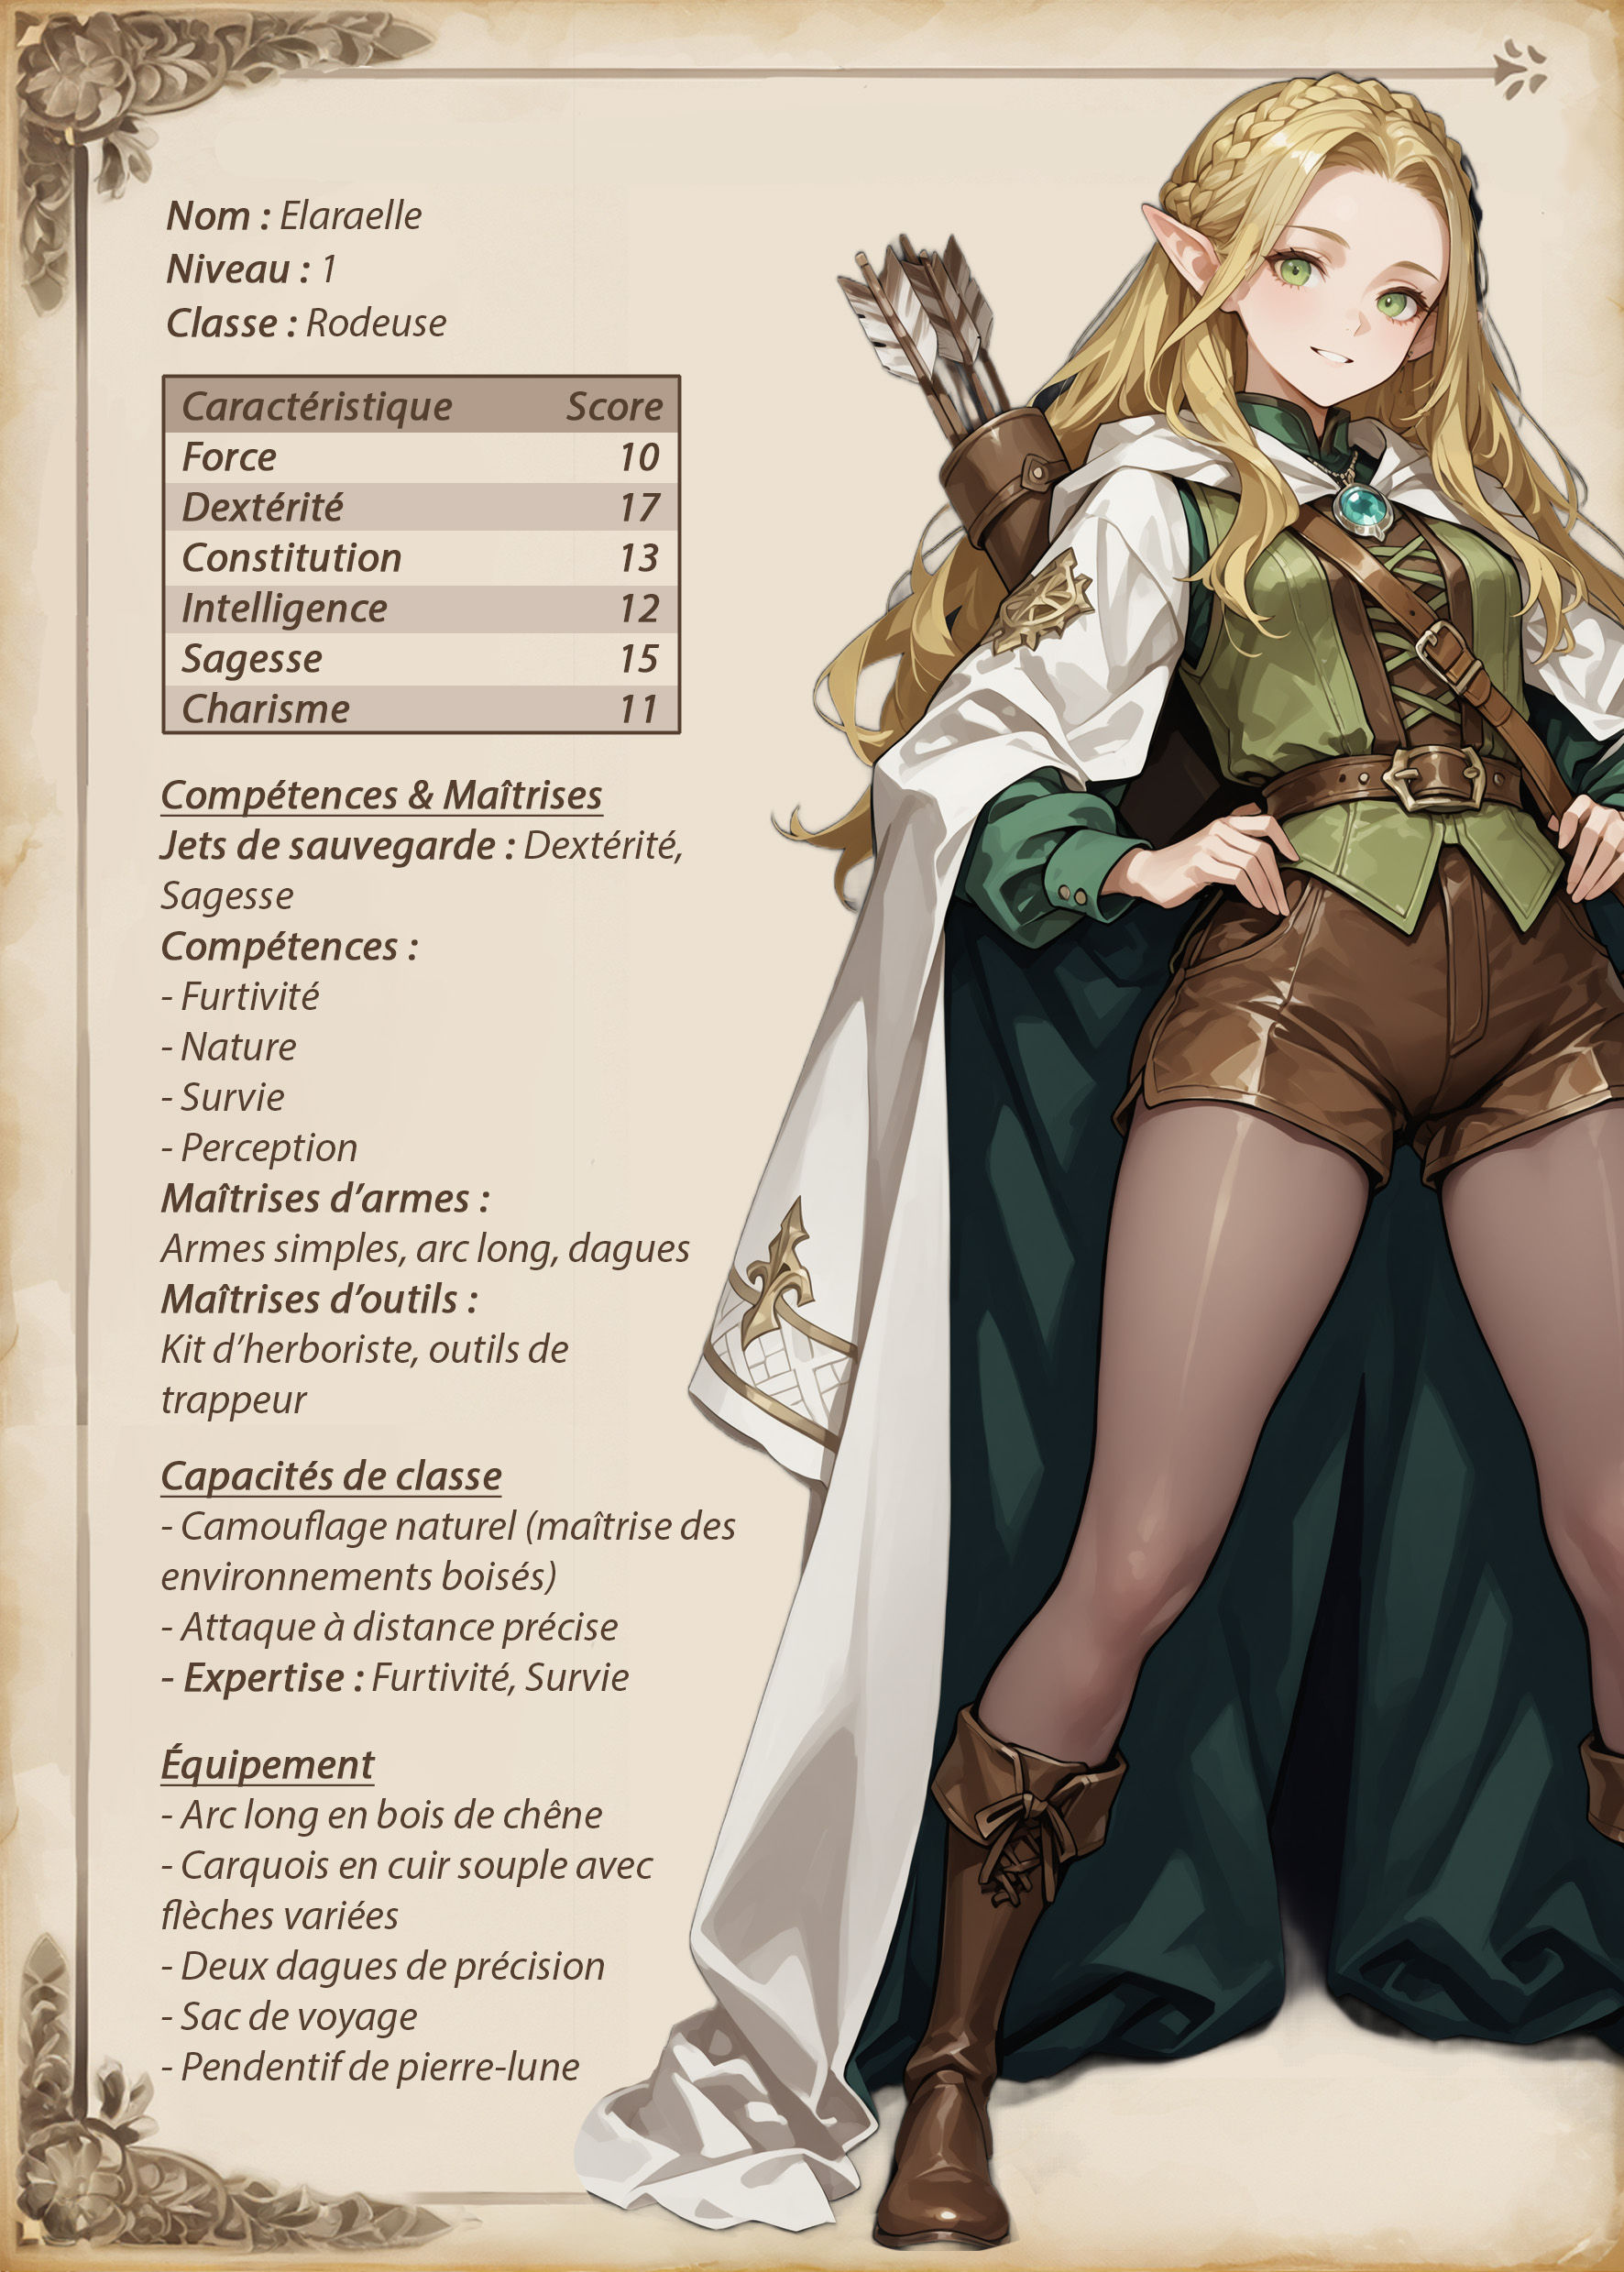 Nom : Elaraelle
Niveau : 1
Classe : Rodeuse
Caractéristique Score
Force 10
Dextérité 17
Constitution 13
Intelligence 12
Sagesse 15
Charisme 11
Compétences & Maîtrises
Jets de sauvegarde : Dextérité,
Sagesse
Compétences :
- Furtivité
- Nature
- Survie
- Perception
Maîtrises d’armes :
Armes simples, arc long, dagues
Maîtrises d’outils :
Kit d’herboriste, outils de
trappeur
Capacités de classe
- Camouflage naturel (maîtrise des
environnements boisés)
- Attaque à distance précise
- Expertise : Furtivité, Survie
Équipement
- Arc long en bois de chêne
- Carquois en cuir souple avec
flèches variées
- Deux dagues de précision
- Sac de voyage
- Pendentif de pierre-lune